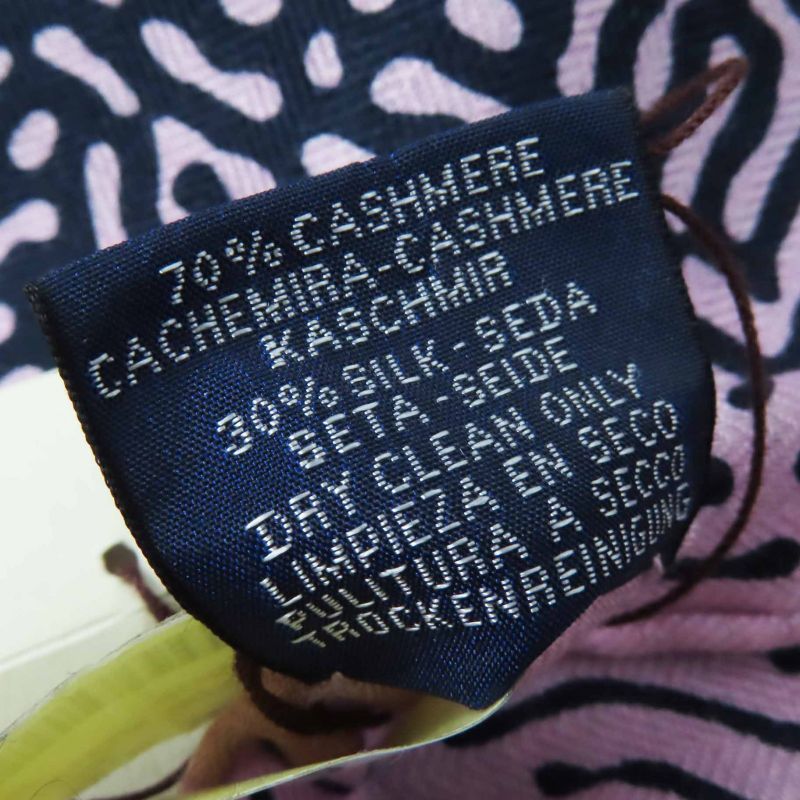 70% CASHMERE
CACHEMIRA-CASHMERE
KASCHMIR
30% SILK-SEDA
SETA-SEIDE
DRY CLEAN ONLY
LIMPIEZA EN SECO
PULITURA A SECCO
TROCKENREINIGUNG